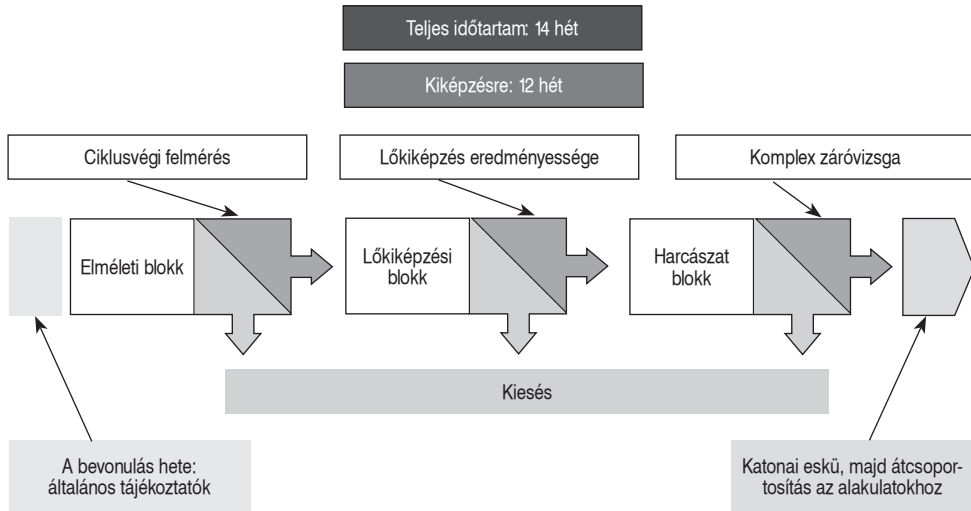 Teljes időtartam: 14 hét
Kiképzésre: 12 hét
Ciklusvégi felmérés
Lőkiképzés eredményessége
Komplex záróvizsga
Elméleti blokk
Lőkiképzési
blokk
Harcászat
blokk
Kiesés
A bevonulás hete:
általános tájékoztatók
Katonai eskü, majd átcsopor-
tosítás az alakulatokhoz